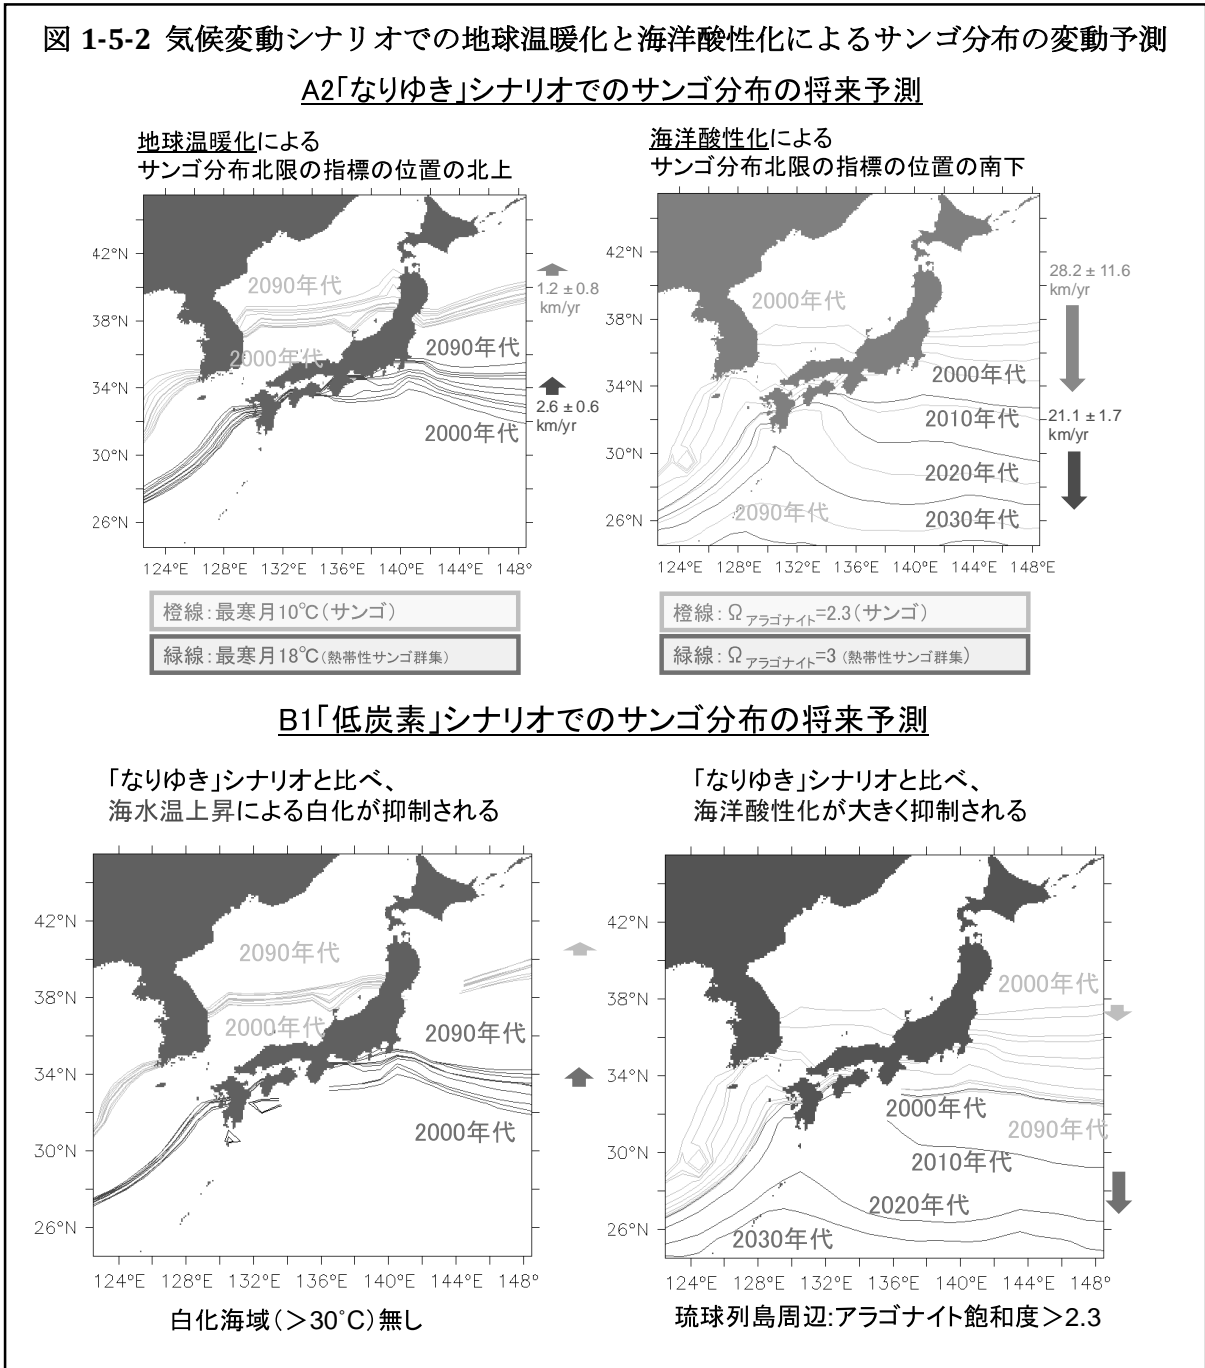 図 1-5-2 気候変動シナリオでの地球温暖化と海洋酸性化によるサンゴ分布の変動予測
A2「なりゆき」シナリオでのサンゴ分布の将来予測
地球温暖化による
サンゴ分布北限の指標の位置の北上
42°N
38°N
34°N
30°N
26°N
124°E 128°E 132°E 136°E 140°E 144°E 148°
2090年代
2000年代
2090年代
2000年代
1.2 ± 0.8
km/yr
2.6 ± 0.6
km/yr
橙線：最寒月10℃（サンゴ）
緑線：最寒月18℃（熱帯性サンゴ群集）
海洋酸性化による
サンゴ分布北限の指標の位置の南下
42°N
38°N
34°N
30°N
26°N
124°E 128°E 132°E 136°E 140°E 144°E 148°E
2000年代
2000年代
2010年代
2020年代
2030年代
2090年代
28.2 ± 11.6
km/yr
21.1 ± 1.7
km/yr
橙線：Ωアラゴナイト=2.3（サンゴ）
緑線：Ωアラゴナイト=3（熱帯性サンゴ群集）
B1「低炭素」シナリオでのサンゴ分布の将来予測
「なりゆき」シナリオと比べ、
海水温上昇による白化が抑制される
42°N
38°N
34°N
30°N
26°N
124°E 128°E 132°E 136°E 140°E 144°E 148°
2090年代
2000年代
2090年代
2000年代
白化海域（＞30˚C）無し
「なりゆき」シナリオと比べ、
海洋酸性化が大きく抑制される
42°N
38°N
34°N
30°N
26°N
124°E 128°E 132°E 136°E 140°E 144°E 148°
2000年代
2000年代
2090年代
2010年代
2020年代
2030年代
琉球列島周辺:アラゴナイト飽和度＞2.3